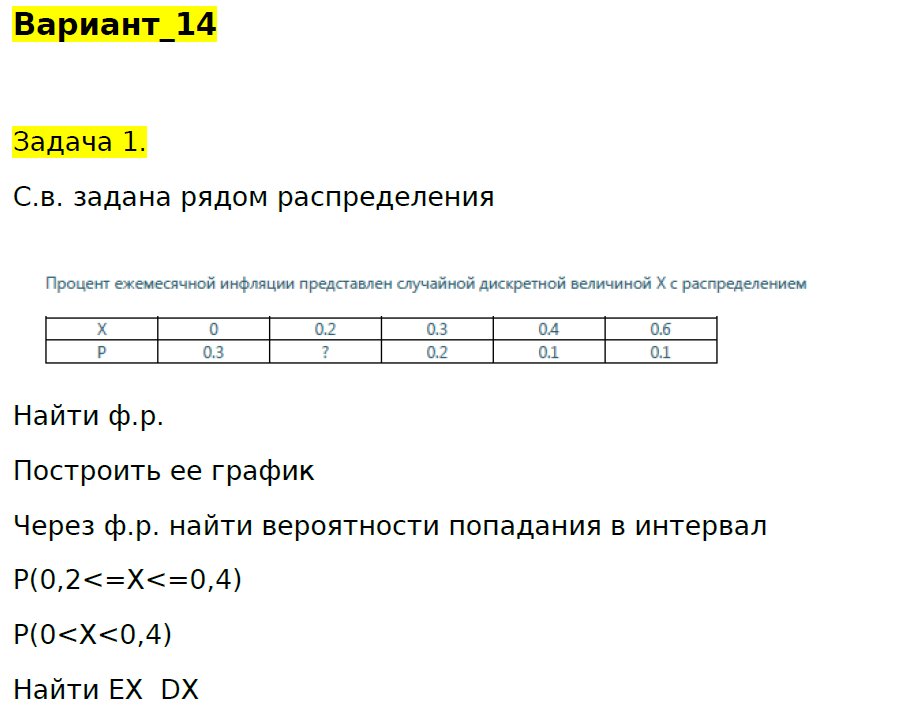 Вариант_14
Задача 1.
С.в. задана рядом распределения
Процент ежемесячной инфляции представлен случайной дискретной величиной X с распределением
X 0 0.2 0.3 0.4 0.6
P 0.3 ? 0.2 0.1 0.1
Найти ф.р.
Построить ее график
Через ф.р. найти вероятности попадания в интервал
P(0,2<=X<=0,4)
P(0<X<0,4)
Найти EX  DX